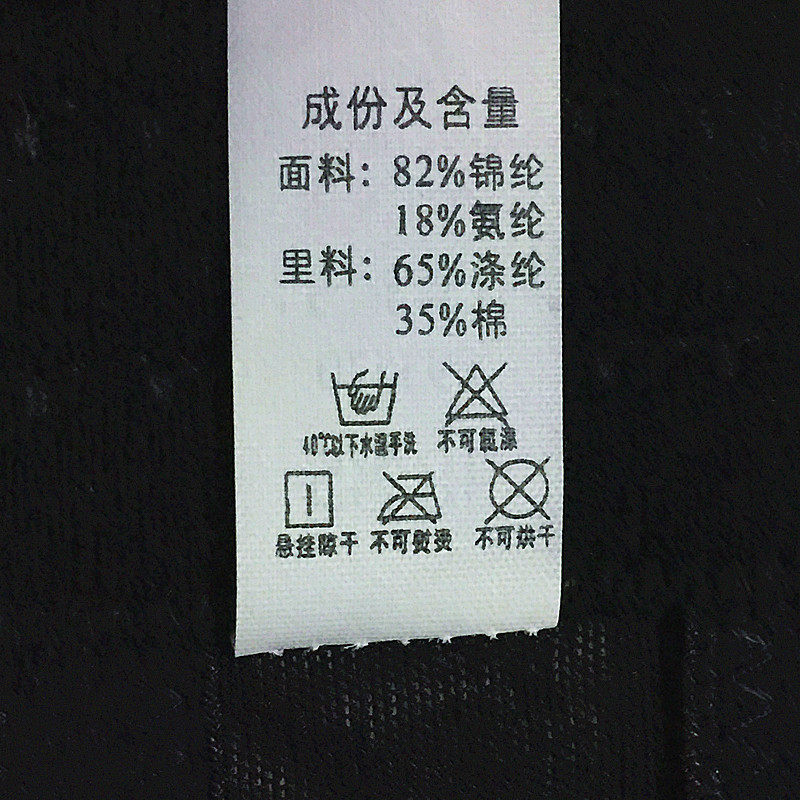 成份及含量
面料：82%锦纶
18%氨纶
里料：65%涤纶
35%棉
40℃以下水温手洗 不可氯漂
悬挂晾干 不可熨烫 不可烘干